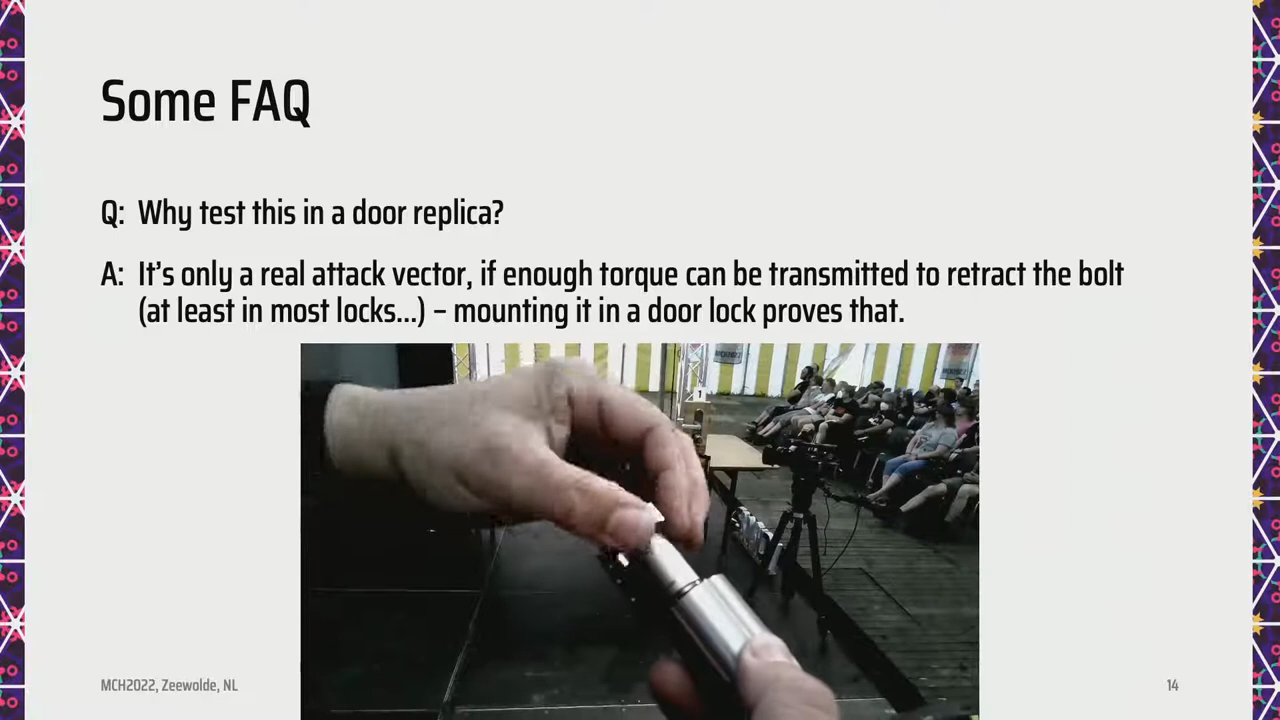 Some FAQ
Q: Why test this in a door replica?
A: It’s only a real attack vector, if enough torque can be transmitted to retract the bolt
(at least in most locks...) – mounting it in a door lock proves that.
1
MCH2022, Zeewolde, NL
14